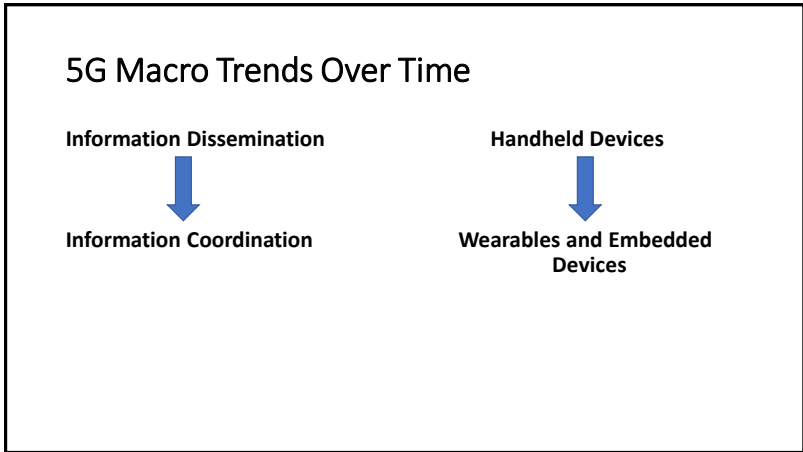 5G Macro Trends Over Time
Information Dissemination
Handheld Devices
Information Coordination
Wearables and Embedded
Devices